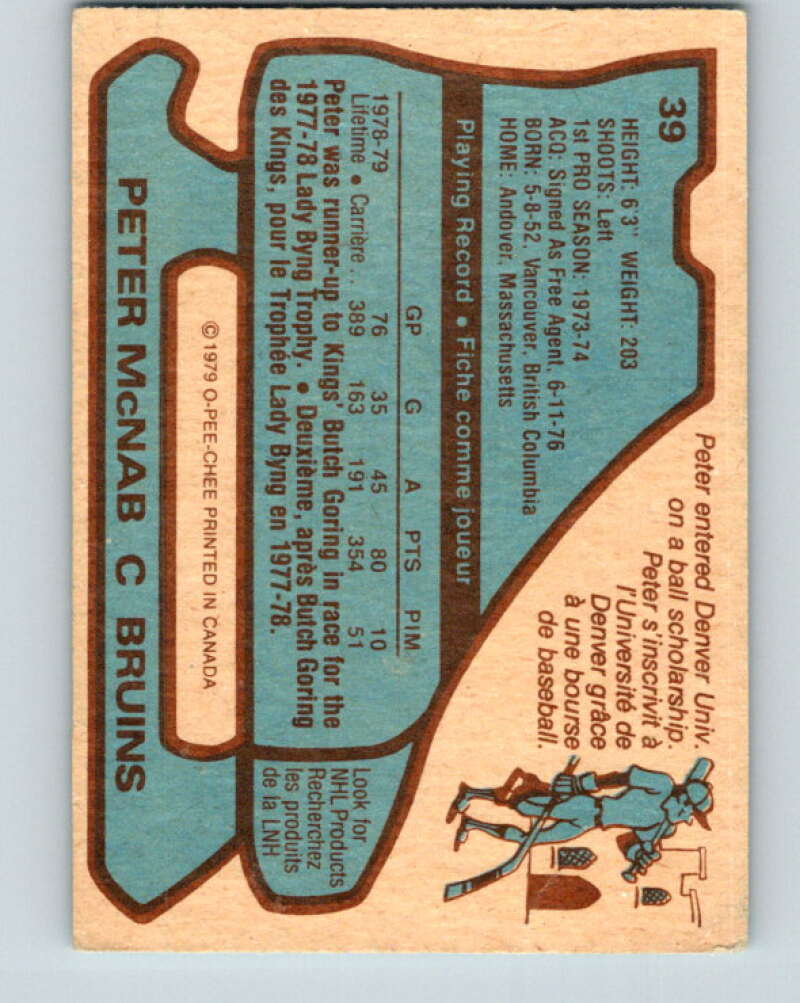 39
HEIGHT: 6'3" WEIGHT: 203
SHOOTS: Left
1st PRO SEASON: 1973-74
ACQ: Signed As Free Agent, 6-11-76
BORN: 5-8-52, Vancouver, British Columbia
HOME: Andover, Massachusetts
Peter entered Denver Univ.
on a ball scholarship.
Peter s'inscrivit à
l'Université de
Denver grâce
à une bourse
de baseball.
Playing Record • Fiche comme joueur
GP G A PTS PIM
1978-79 76 35 45 80 10
Lifetime • Carrière .. 389 163 191 354 51
Peter was runner-up to Kings' Butch Goring in race for the
1977-78 Lady Byng Trophy. • Deuxième, après Butch Goring
des Kings, pour le Trophée Lady Byng en 1977-78.
Look for
NHL Products
Recherchez
les produits
de la LNH
© 1979 O-PEE-CHEE PRINTED IN CANADA
PETER McNAB C BRUINS